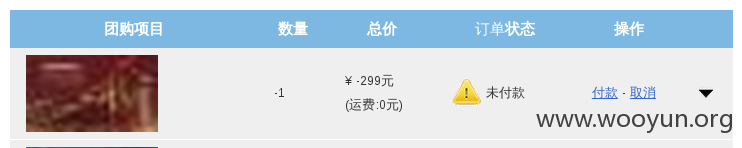 团购项目 数量 总价 订单状态 操作
-1 ¥ -299元 (运费:0元) 未付款 付款 - 取消
www.wooyun.org